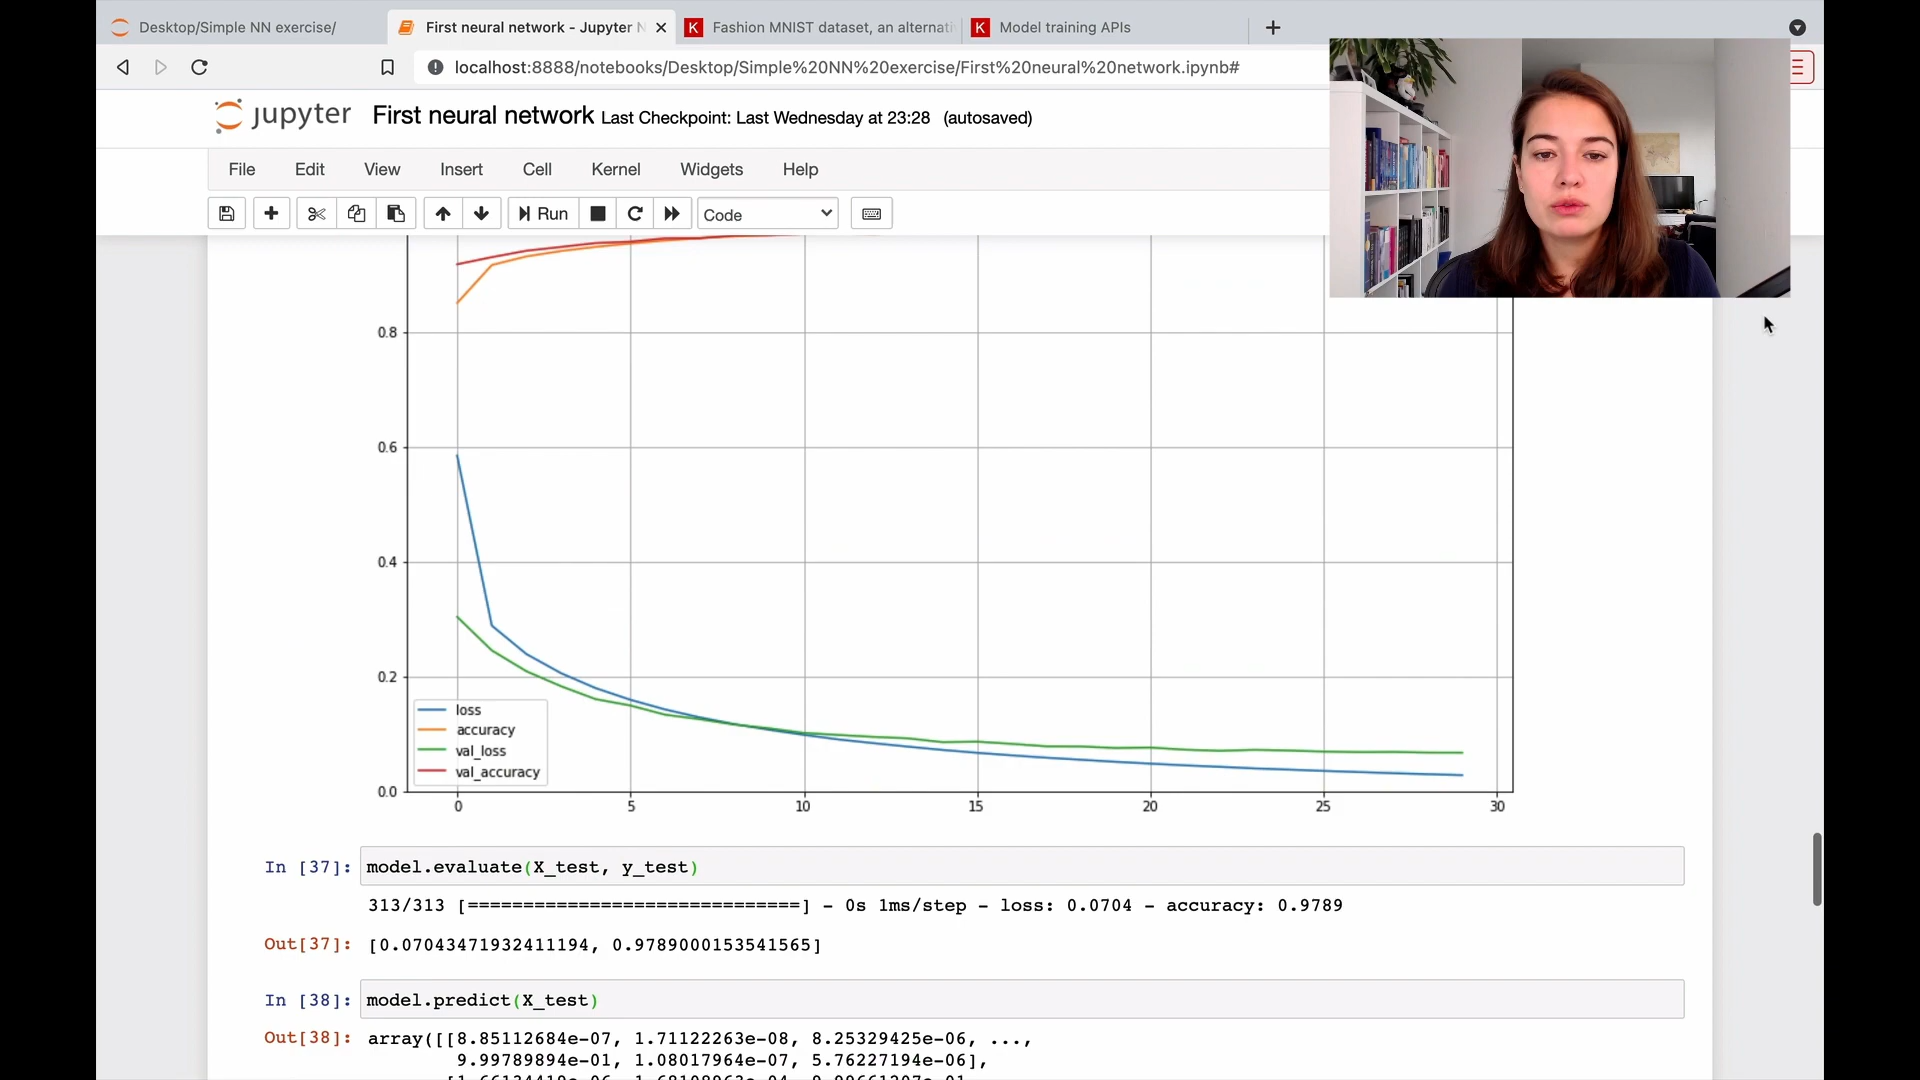 Desktop/Simple NN exercise/
First neural network - Jupyter N
Fashion MNIST dataset, an alternati
Model training APIs
localhost:8888/notebooks/Desktop/Simple%20NN%20exercise/First%20neural%20network.ipynb#
jupyter First neural network Last Checkpoint: Last Wednesday at 23:28 (autosaved)
File Edit View Insert Cell Kernel Widgets Help
Run
Code
0.8
0.6
0.4
0.2
0.0
loss
accuracy
val_loss
val_accuracy
0 5 10 15 20 25 30
In [37]: model.evaluate(X_test, y_test)
313/313 [==============================] - 0s 1ms/step - loss: 0.0704 - accuracy: 0.9789
Out[37]: [0.07043471932411194, 0.9789000153541565]
In [38]: model.predict(X_test)
Out[38]: array([[8.85112684e-07, 1.71122263e-08, 8.25329425e-06, ...,
9.99789894e-01, 1.08017964e-07, 5.76227194e-06],